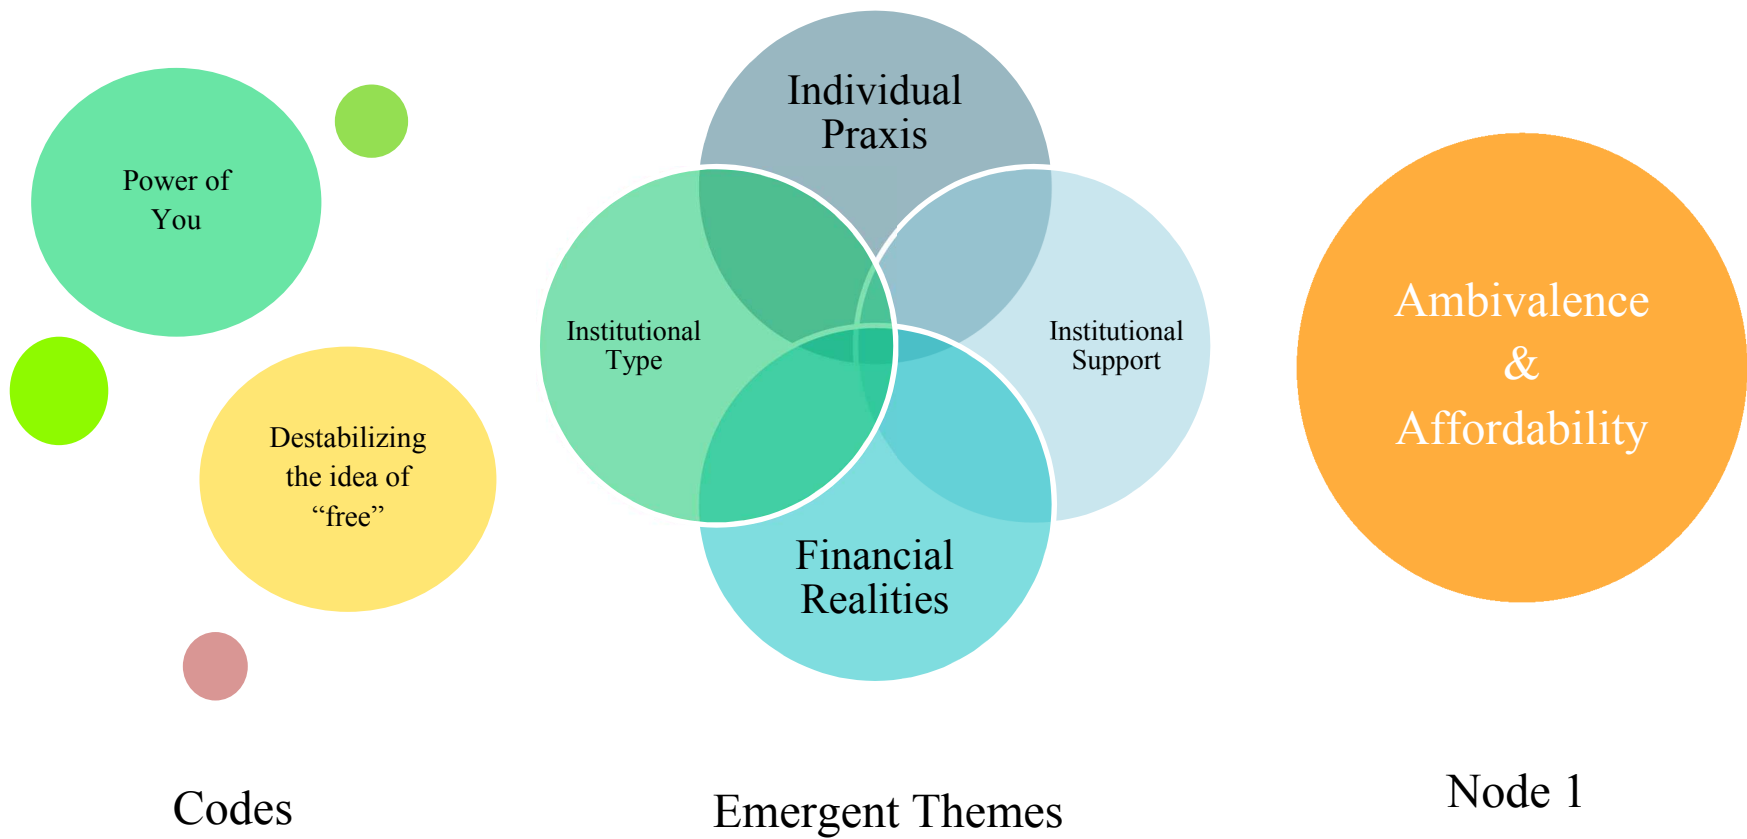 Power of
You
Destabilizing
the idea of
“free”
Codes
Individual
Praxis
Institutional
Type
Institutional
Support
Financial
Realities
Emergent Themes
Ambivalence
&
Affordability
Node 1